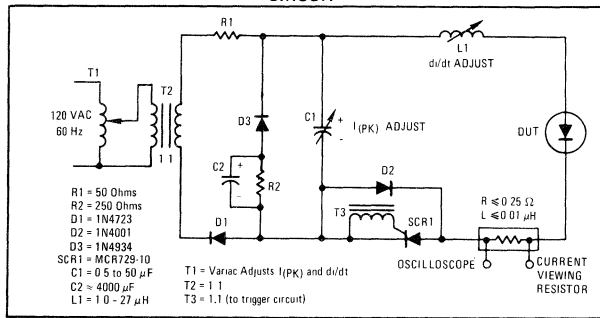 R1
L1
di/dt ADJUST
T1
T2
120 VAC
60 Hz
1 1
D3
C1
+
-
I(PK) ADJUST
DUT
C2
+
-
R2
D2
T3
SCR1
D1
R ≤ 0 25 Ω
L ≤ 0 01 μH
OSCILLOSCOPE
CURRENT
VIEWING
RESISTOR
R1 = 50 Ohms
R2 = 250 Ohms
D1 = 1N4723
D2 = 1N4001
D3 = 1N4934
SCR1 = MCR729-10
C1 = 0 5 to 50 μF
C2 ≈ 4000 μF
L1 = 1 0 - 27 μH
T1 = Variac Adjusts I(PK) and di/dt
T2 = 1 1
T3 = 1.1 (to trigger circuit)